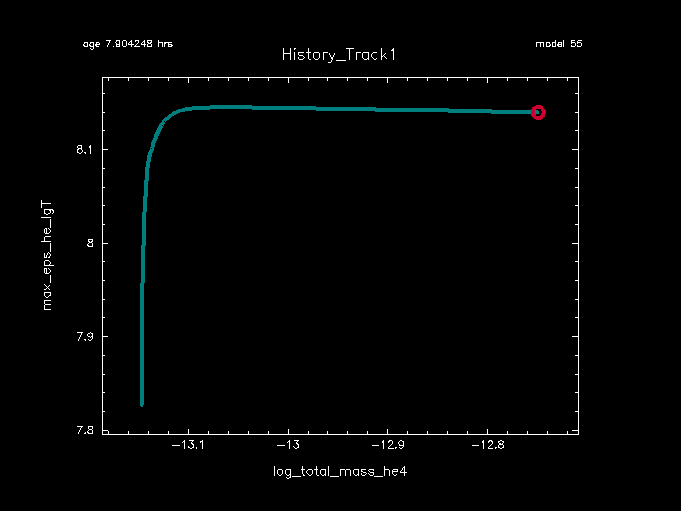 age 7.904248 hrs
model 55
History_Track1
8.1
8
7.9
7.8
max_eps_he_lgT
-13.1
-13
-12.9
-12.8
log_total_mass_he4